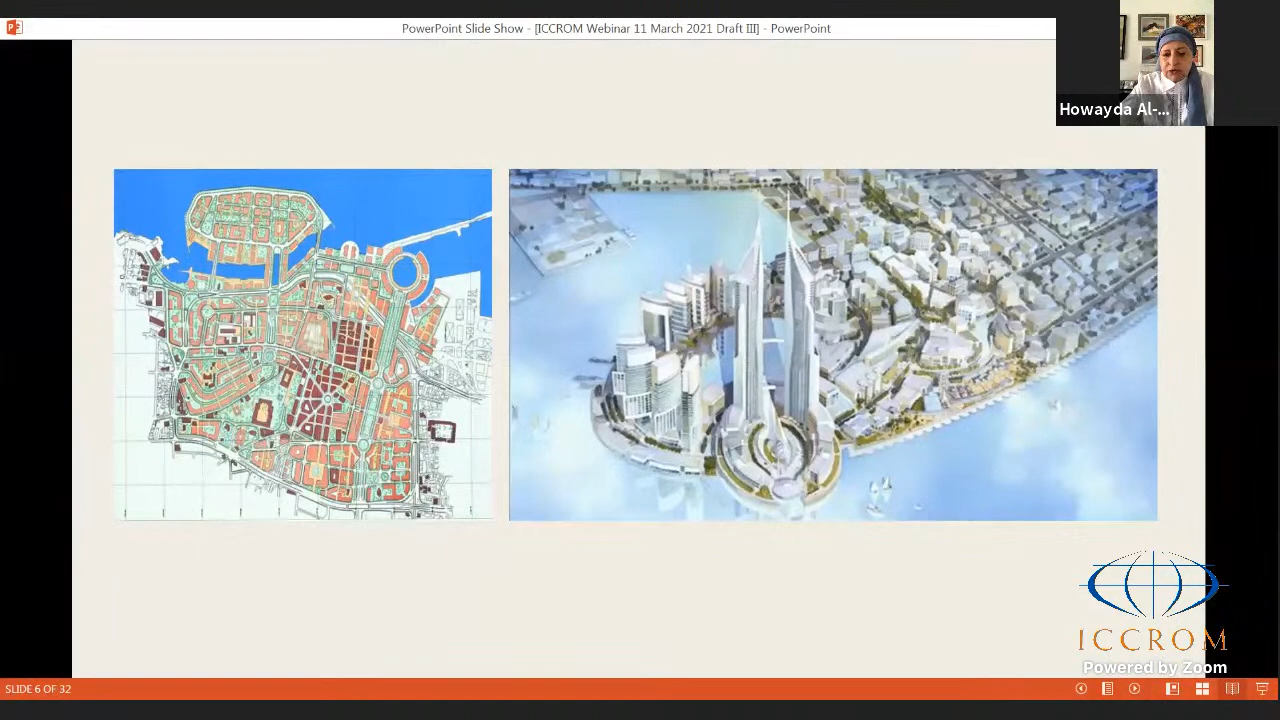 PowerPoint Slide Show - [ICCROM Webinar 11 March 2021 Draft III] - PowerPoint
Howayda Al-...
ICCROM
Powered by Zoom
SLIDE 6 OF 32